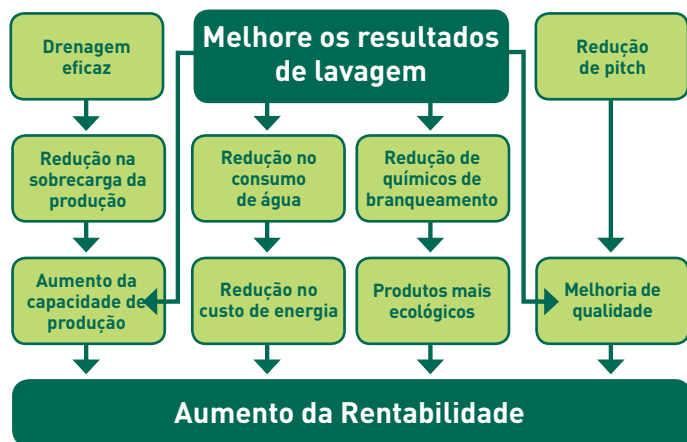 Drenagem
eficaz
Melhore os resultados
de lavagem
Redução
de pitch
Redução na
sobrecarga da
produção
Redução no
consumo
de água
Redução de
químicos de
branqueamento
Aumento da
capacidade de
produção
Redução no
custo de energia
Produtos mais
ecológicos
Melhoria de
qualidade
Aumento da Rentabilidade